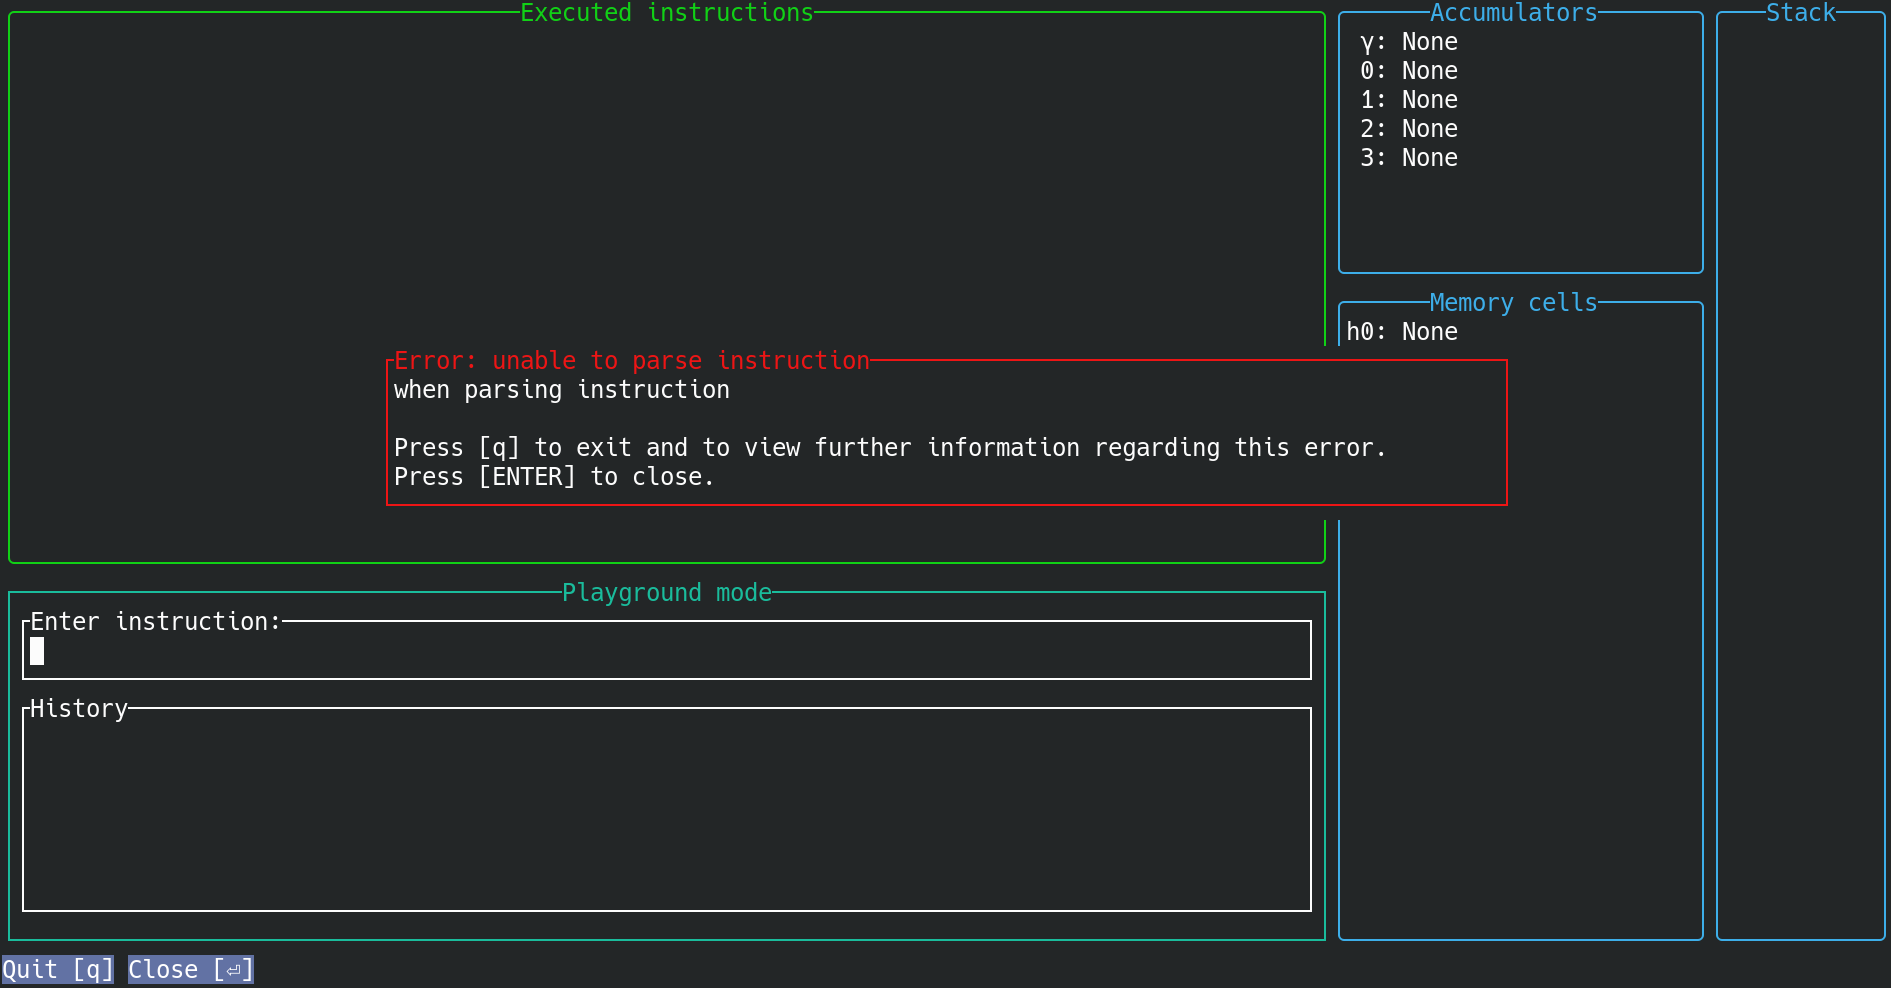 Executed instructions
Accumulators
γ: None
0: None
1: None
2: None
3: None
Stack
Memory cells
h0: None
Error: unable to parse instruction
when parsing instruction
Press [q] to exit and to view further information regarding this error.
Press [ENTER] to close.
Playground mode
Enter instruction:
History
Quit [q] Close [⏎]